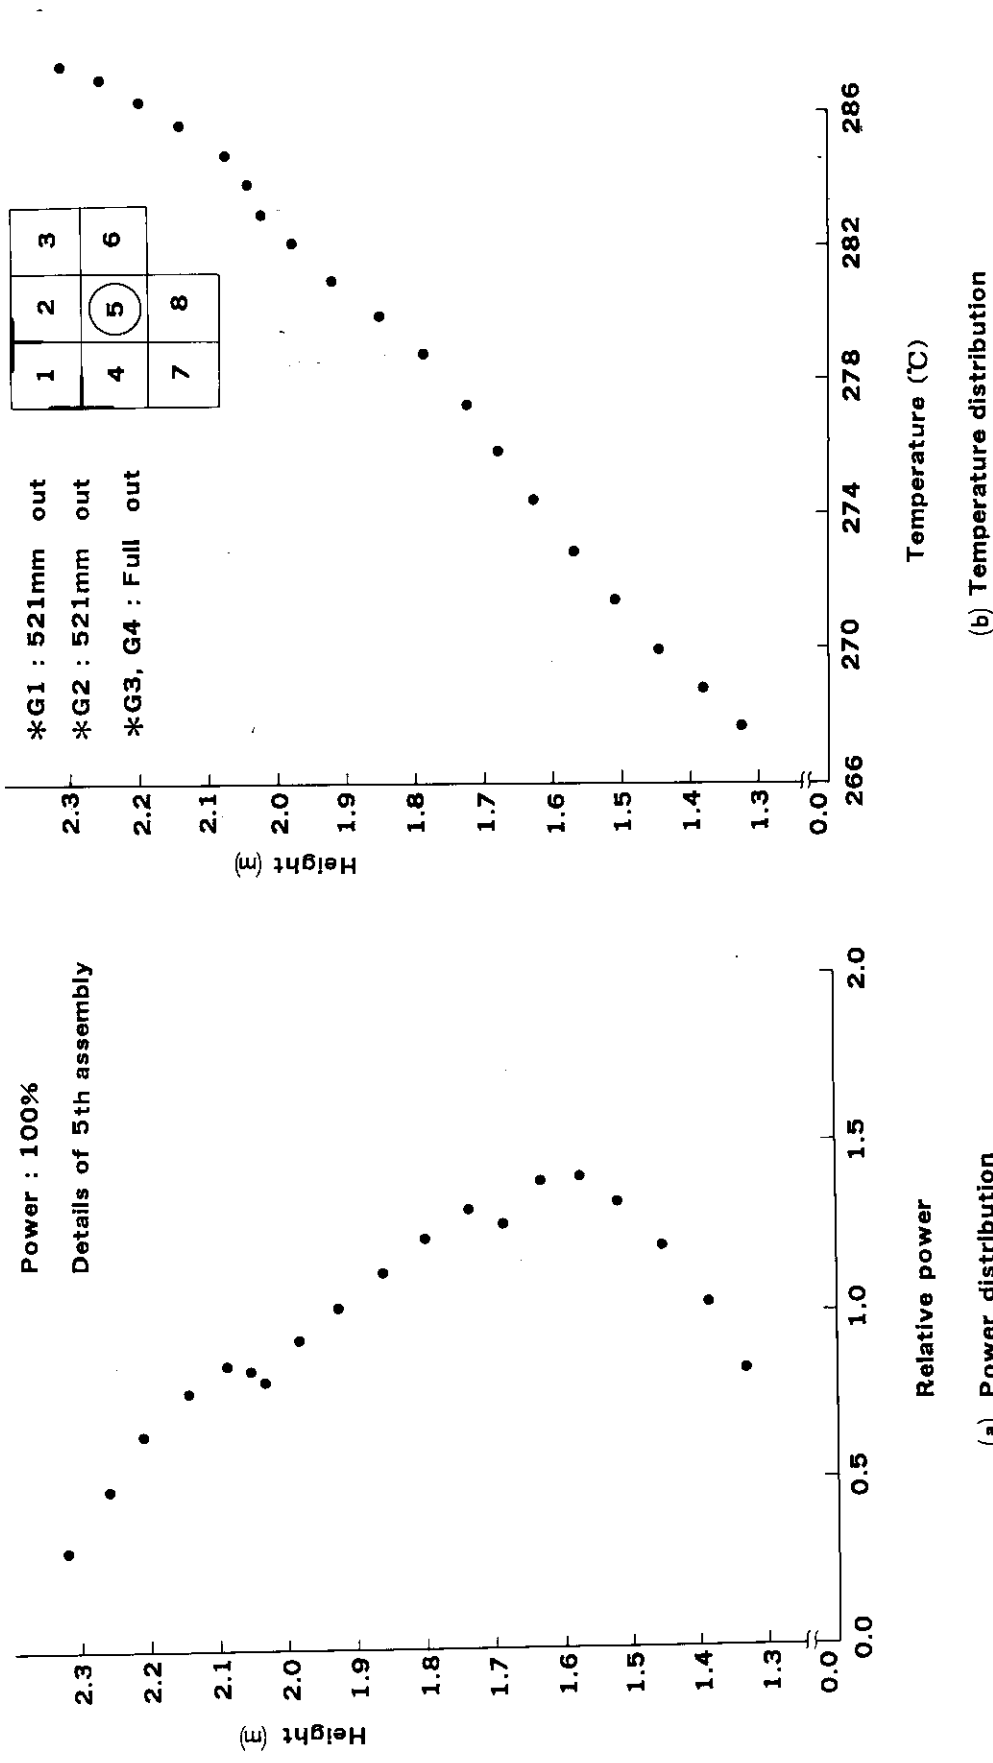 Power : 100%
Details of 5th assembly
Height (m)
2.3
2.2
2.1
2.0
1.9
1.8
1.7
1.6
1.5
1.4
1.3
0.0
0.0
0.5
1.0
1.5
2.0
Relative power
(a) Power distribution
*G1 : 521mm out
*G2 : 521mm out
*G3, G4 : Full out
1 2 3
4 5 6
7 8
Height (m)
2.3
2.2
2.1
2.0
1.9
1.8
1.7
1.6
1.5
1.4
1.3
0.0
266
270
274
278
282
286
Temperature (℃)
(b) Temperature distribution